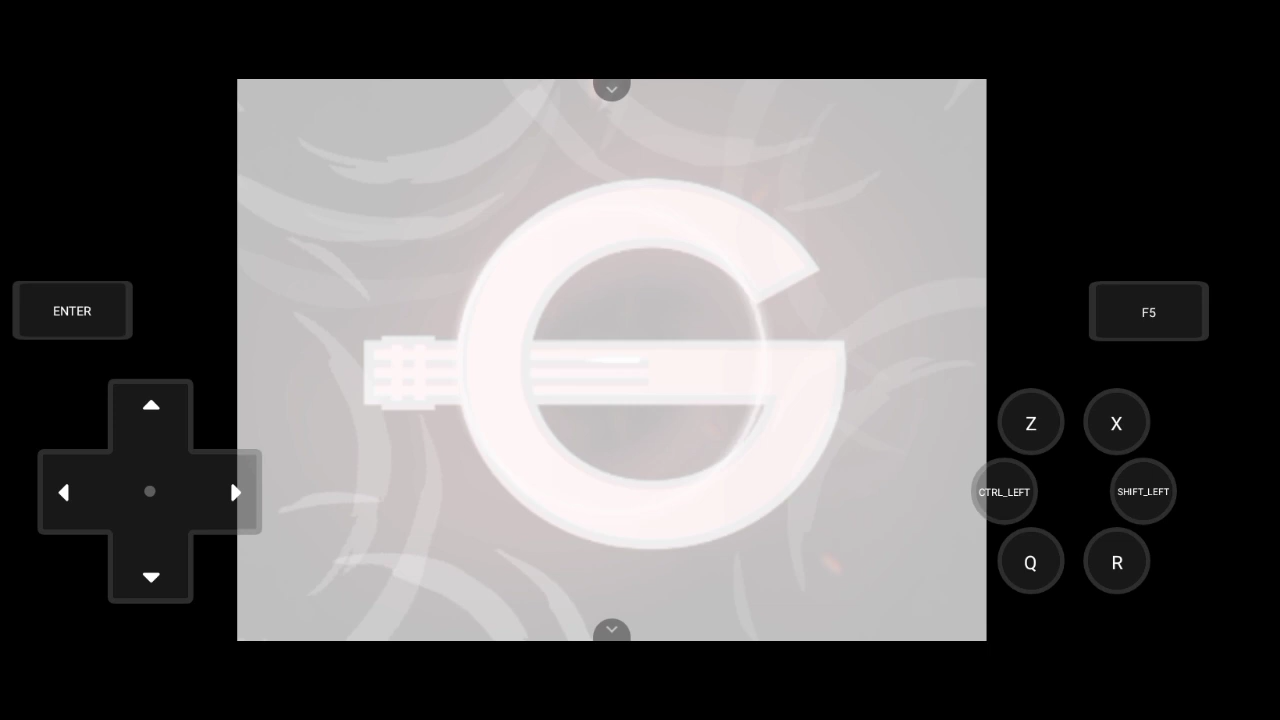 G
ENTER
F5
Z
X
CTRL_LEFT
SHIFT_LEFT
Q
R